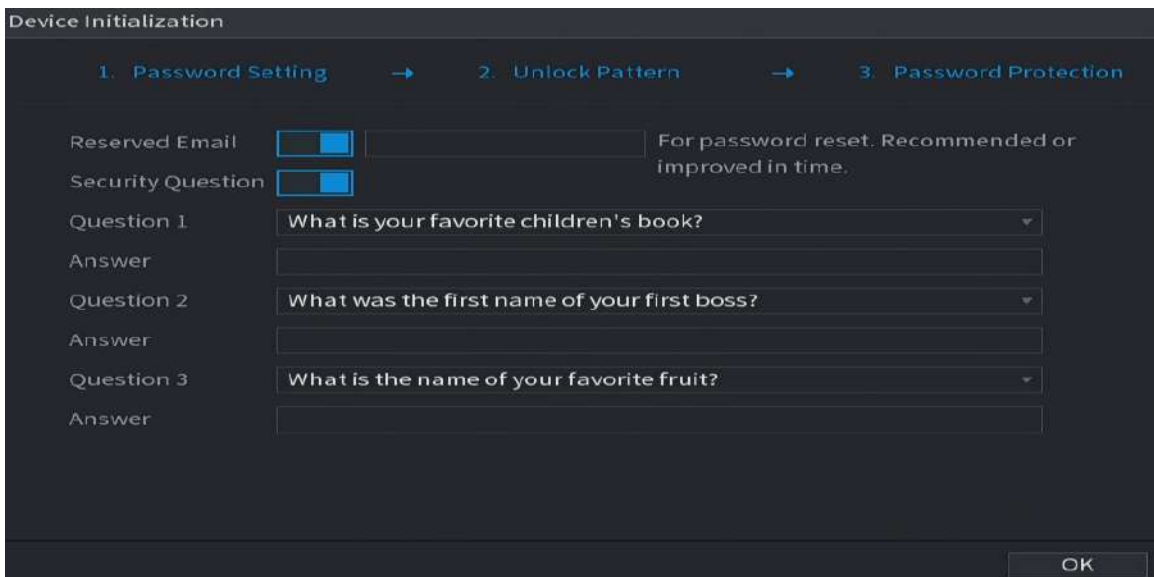 Device Initialization
1. Password Setting → 2. Unlock Pattern → 3. Password Protection
Reserved Email
For password reset. Recommended or
improved in time.
Security Question
Question 1 What is your favorite children's book?
Answer
Question 2 What was the first name of your first boss?
Answer
Question 3 What is the name of your favorite fruit?
Answer
OK